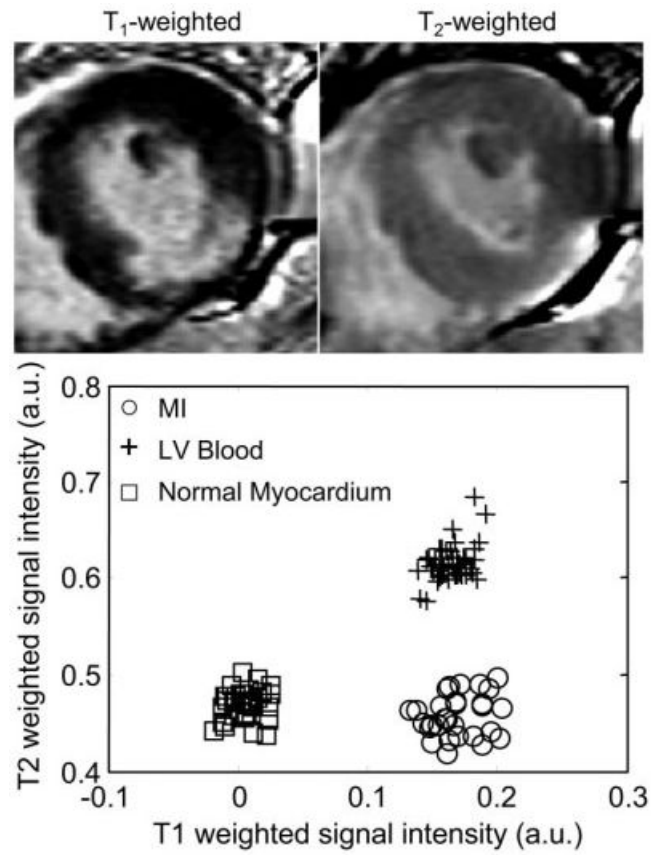 T₁-weighted T₂-weighted
0.8
MI
LV Blood
0.7
Normal Myocardium
0.6
0.5
0.4
T2 weighted signal intensity (a.u.)
-0.1 0 0.1 0.2 0.3
T1 weighted signal intensity (a.u.)